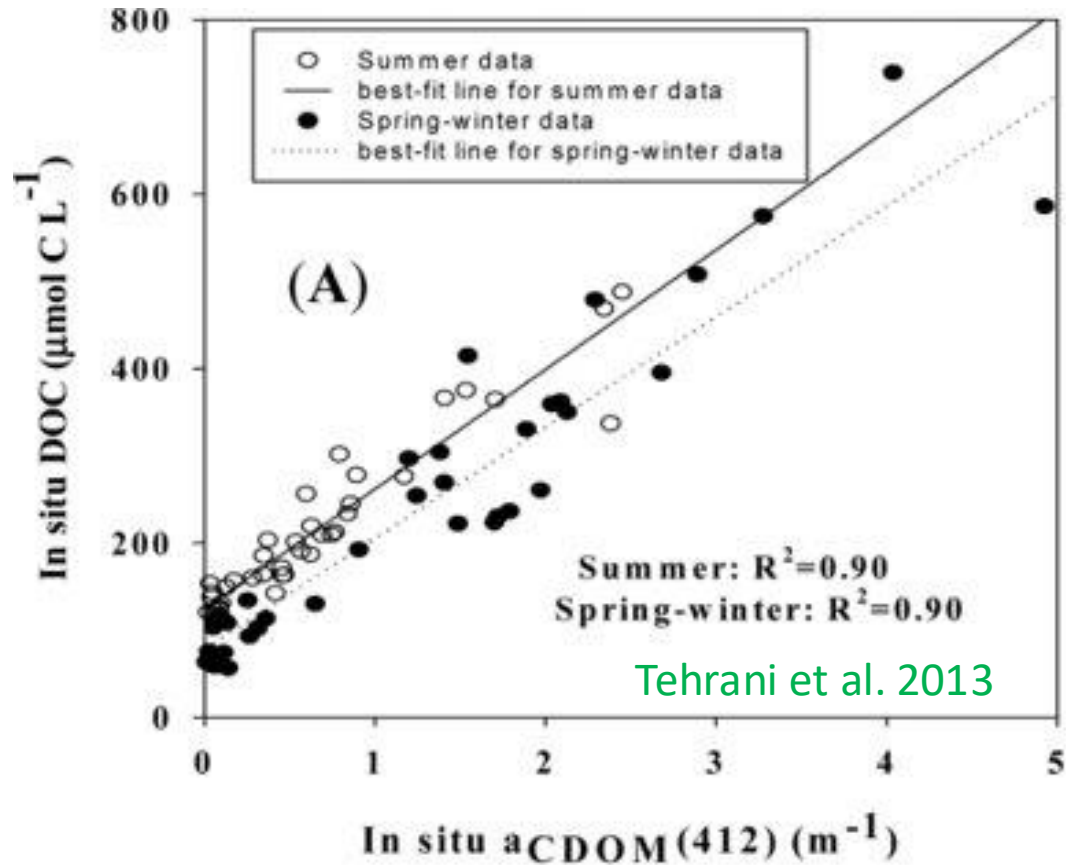 800
600
400
200
0
In situ DOC (µmol C L⁻¹)
Summer data
best-fit line for summer data
Spring-winter data
best-fit line for spring-winter data
(A)
Summer: R²=0.90
Spring-winter: R²=0.90
Tehrani et al. 2013
0 1 2 3 4 5
In situ aCDOM(412) (m⁻¹)